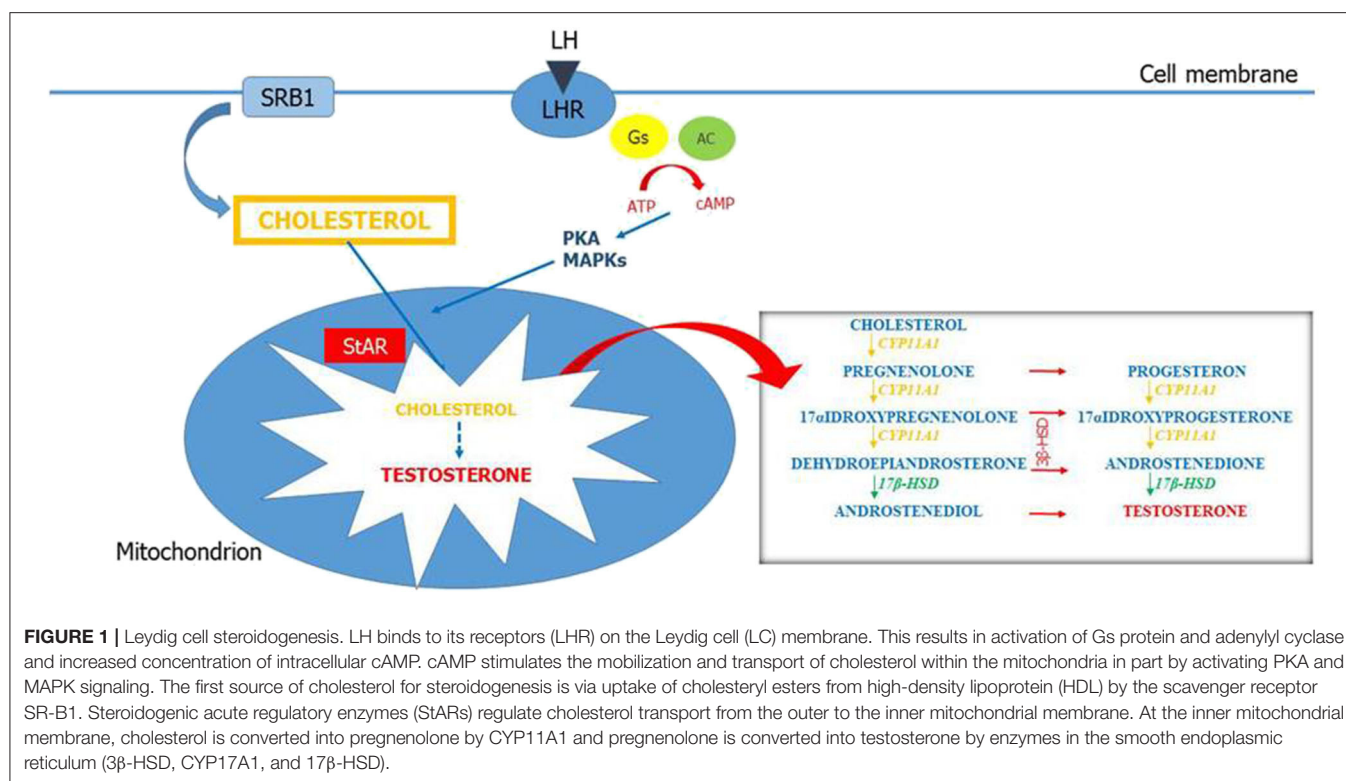 LH
Cell membrane
SRB1
LHR
Gs
AC
CHOLESTEROL
ATP
cAMP
PKA
MAPKs
StAR
CHOLESTEROL
TESTOSTERONE
Mitochondrion
CHOLESTEROL
CYP11A1
PREGNENOLONE
PROGESTERON
CYP11A1
CYP11A1
17αIDROXYPREGNENOLONE
17αIDROXYPROGESTERONE
3β-HSD
CYP11A1
CYP11A1
DEHYDROEPIANDROSTERONE
ANDROSTENEDIONE
17β-HSD
17β-HSD
ANDROSTENEDIOL
TESTOSTERONE
FIGURE 1 | Leydig cell steroidogenesis. LH binds to its receptors (LHR) on the Leydig cell (LC) membrane. This results in activation of Gs protein and adenylyl cyclase
and increased concentration of intracellular cAMP. cAMP stimulates the mobilization and transport of cholesterol within the mitochondria in part by activating PKA and
MAPK signaling. The first source of cholesterol for steroidogenesis is via uptake of cholesteryl esters from high-density lipoprotein (HDL) by the scavenger receptor
SR-B1. Steroidogenic acute regulatory enzymes (StARs) regulate cholesterol transport from the outer to the inner mitochondrial membrane. At the inner mitochondrial
membrane, cholesterol is converted into pregnenolone by CYP11A1 and pregnenolone is converted into testosterone by enzymes in the smooth endoplasmic
reticulum (3β-HSD, CYP17A1, and 17β-HSD).